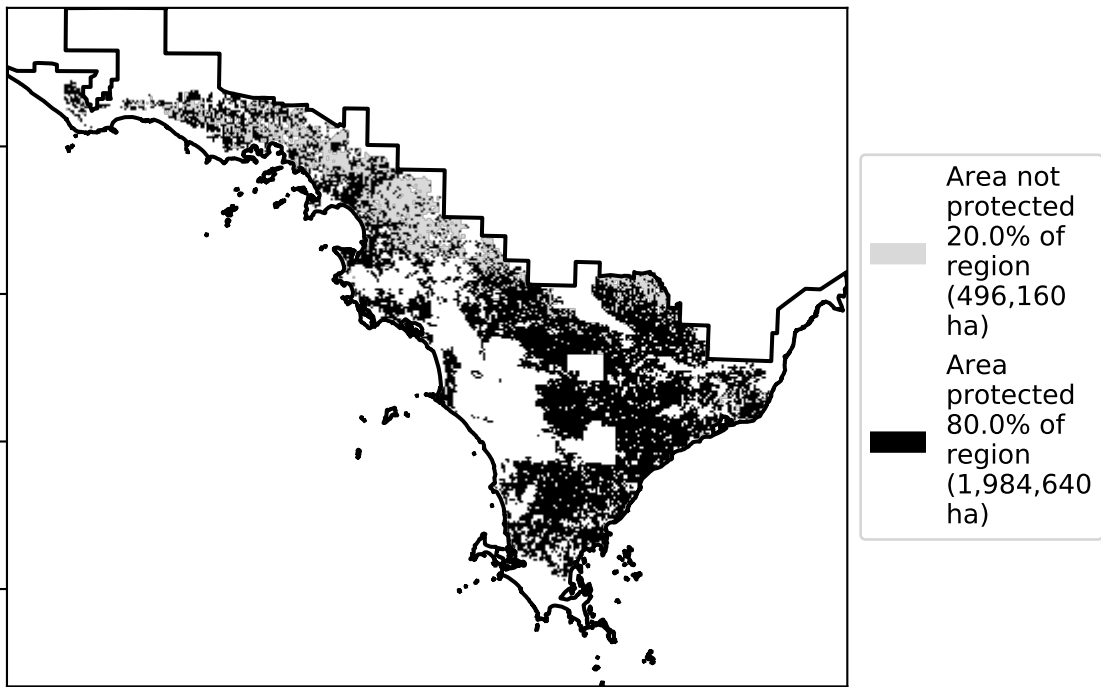 Area not
protected
20.0% of
region
(496,160
ha)
Area
protected
80.0% of
region
(1,984,640
ha)